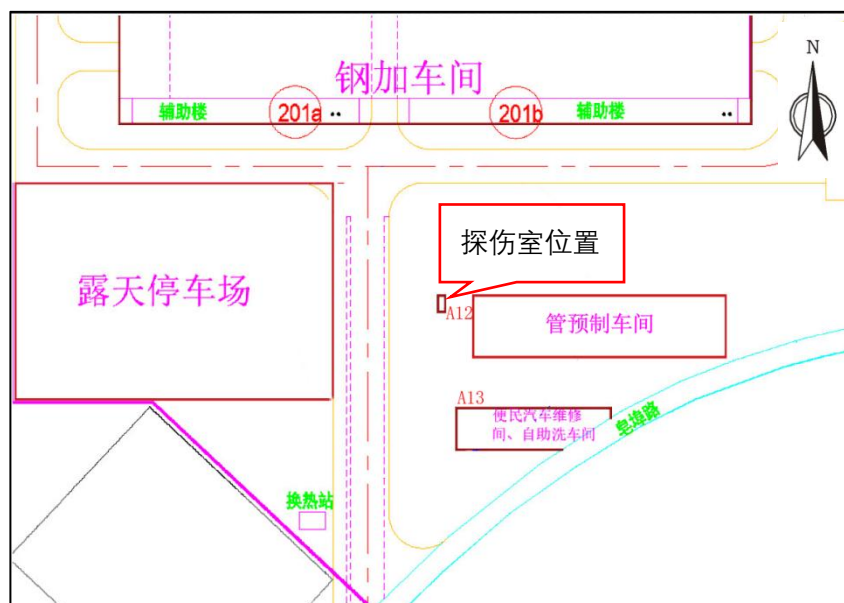 N
钢加车间
辅助楼
201a
201b
辅助楼
探伤室位置
露天停车场
A12
管预制车间
A13
便民汽车维修
间、自助洗车间
皂埠路
换热站